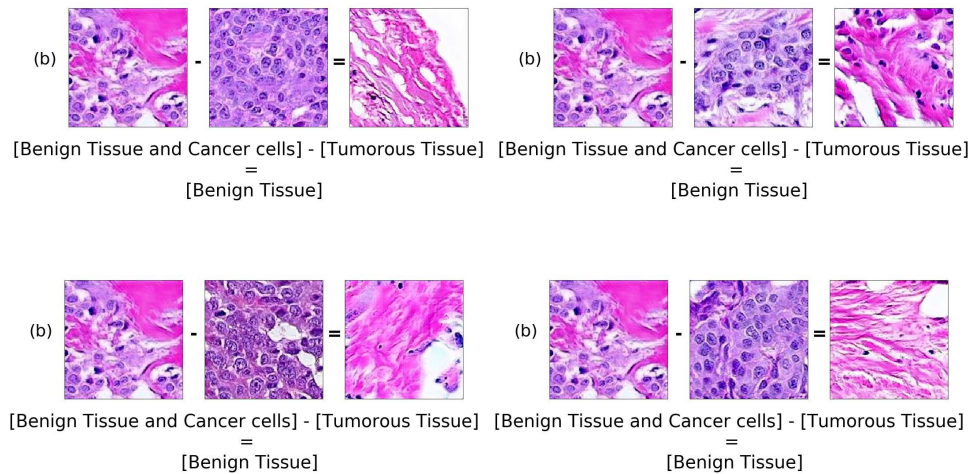 (b) - = (b) - =
[Benign Tissue and Cancer cells] - [Tumorous Tissue] [Benign Tissue and Cancer cells] - [Tumorous Tissue]
= =
[Benign Tissue] [Benign Tissue]
(b) - = (b) - =
[Benign Tissue and Cancer cells] - [Tumorous Tissue] [Benign Tissue and Cancer cells] - [Tumorous Tissue]
= =
[Benign Tissue] [Benign Tissue]